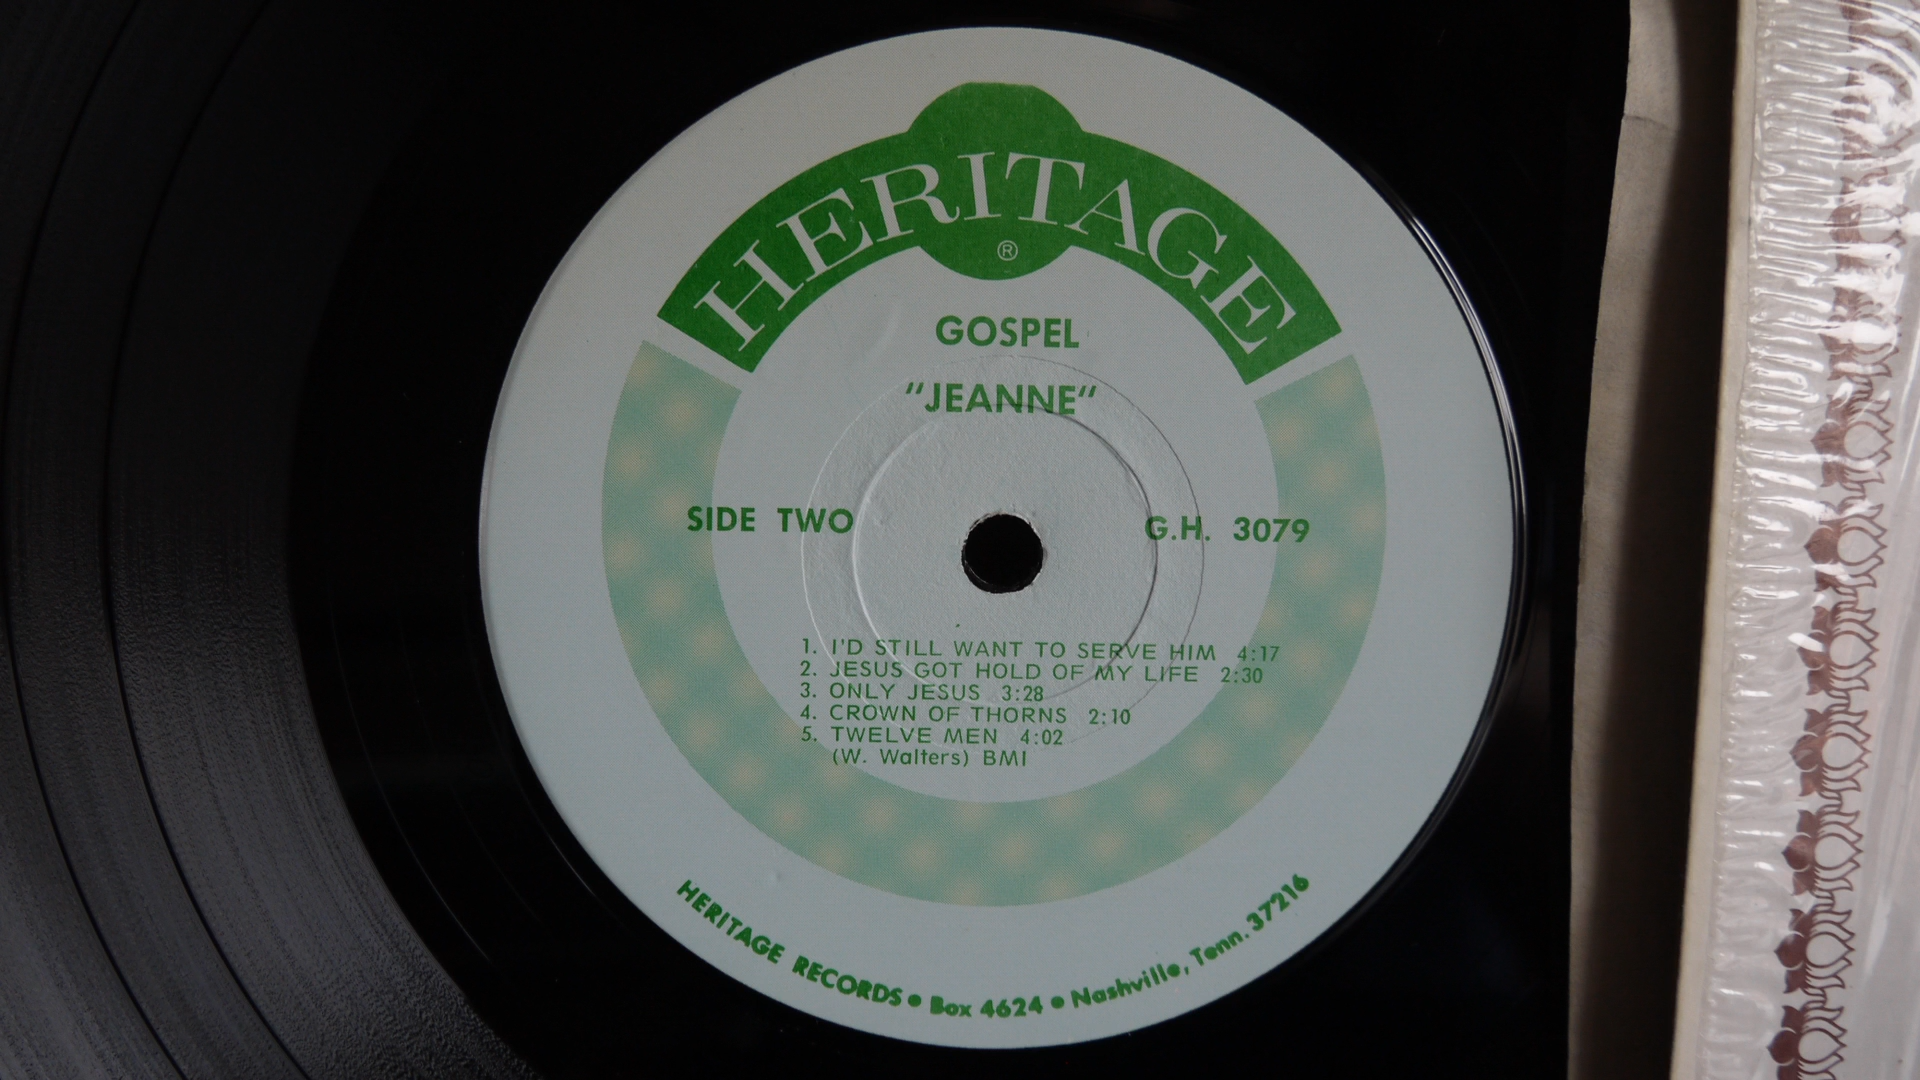 HERITAGE
®
GOSPEL
"JEANNE"
SIDE TWO
G.H. 3079
1. I'D STILL WANT TO SERVE HIM 4:17
2. JESUS GOT HOLD OF MY LIFE 2:30
3. ONLY JESUS 3:28
4. CROWN OF THORNS 2:10
5. TWELVE MEN 4:02
(W. Walters) BMI
HERITAGE RECORDS • Box 4624 • Nashville, Tenn. 37216